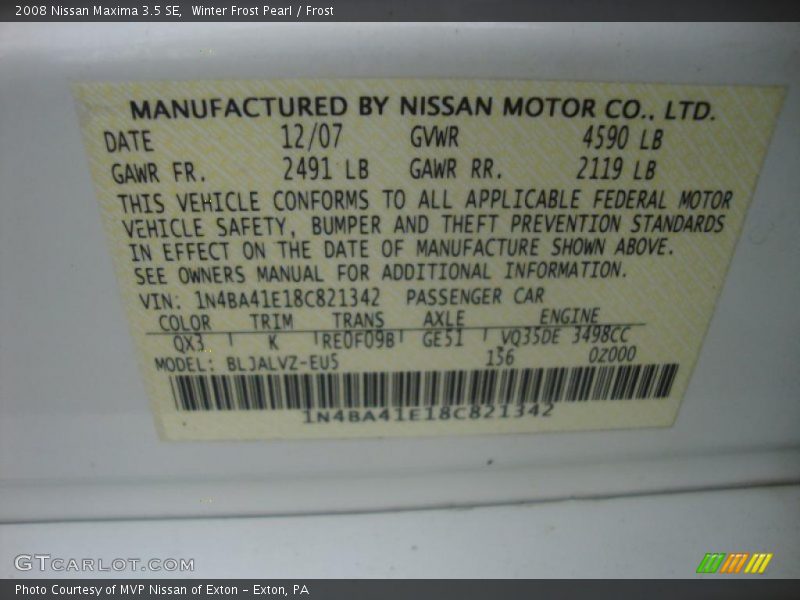 2008 Nissan Maxima 3.5 SE, Winter Frost Pearl / Frost
MANUFACTURED BY NISSAN MOTOR CO., LTD.
DATE 12/07 GVWR 4590 LB
GAWR FR. 2491 LB GAWR RR. 2119 LB
THIS VEHICLE CONFORMS TO ALL APPLICABLE FEDERAL MOTOR
VEHICLE SAFETY, BUMPER AND THEFT PREVENTION STANDARDS
IN EFFECT ON THE DATE OF MANUFACTURE SHOWN ABOVE.
SEE OWNERS MANUAL FOR ADDITIONAL INFORMATION.
VIN: 1N4BA41E18C821342 PASSENGER CAR
COLOR TRIM TRANS AXLE ENGINE
QX3 K RE0F09B GE51 VQ35DE 3498CC
MODEL: BLJALVZ-EU5 136 0Z000
1N4BA41E18C821342
GTCARLOT.COM
Photo Courtesy of MVP Nissan of Exton - Exton, PA